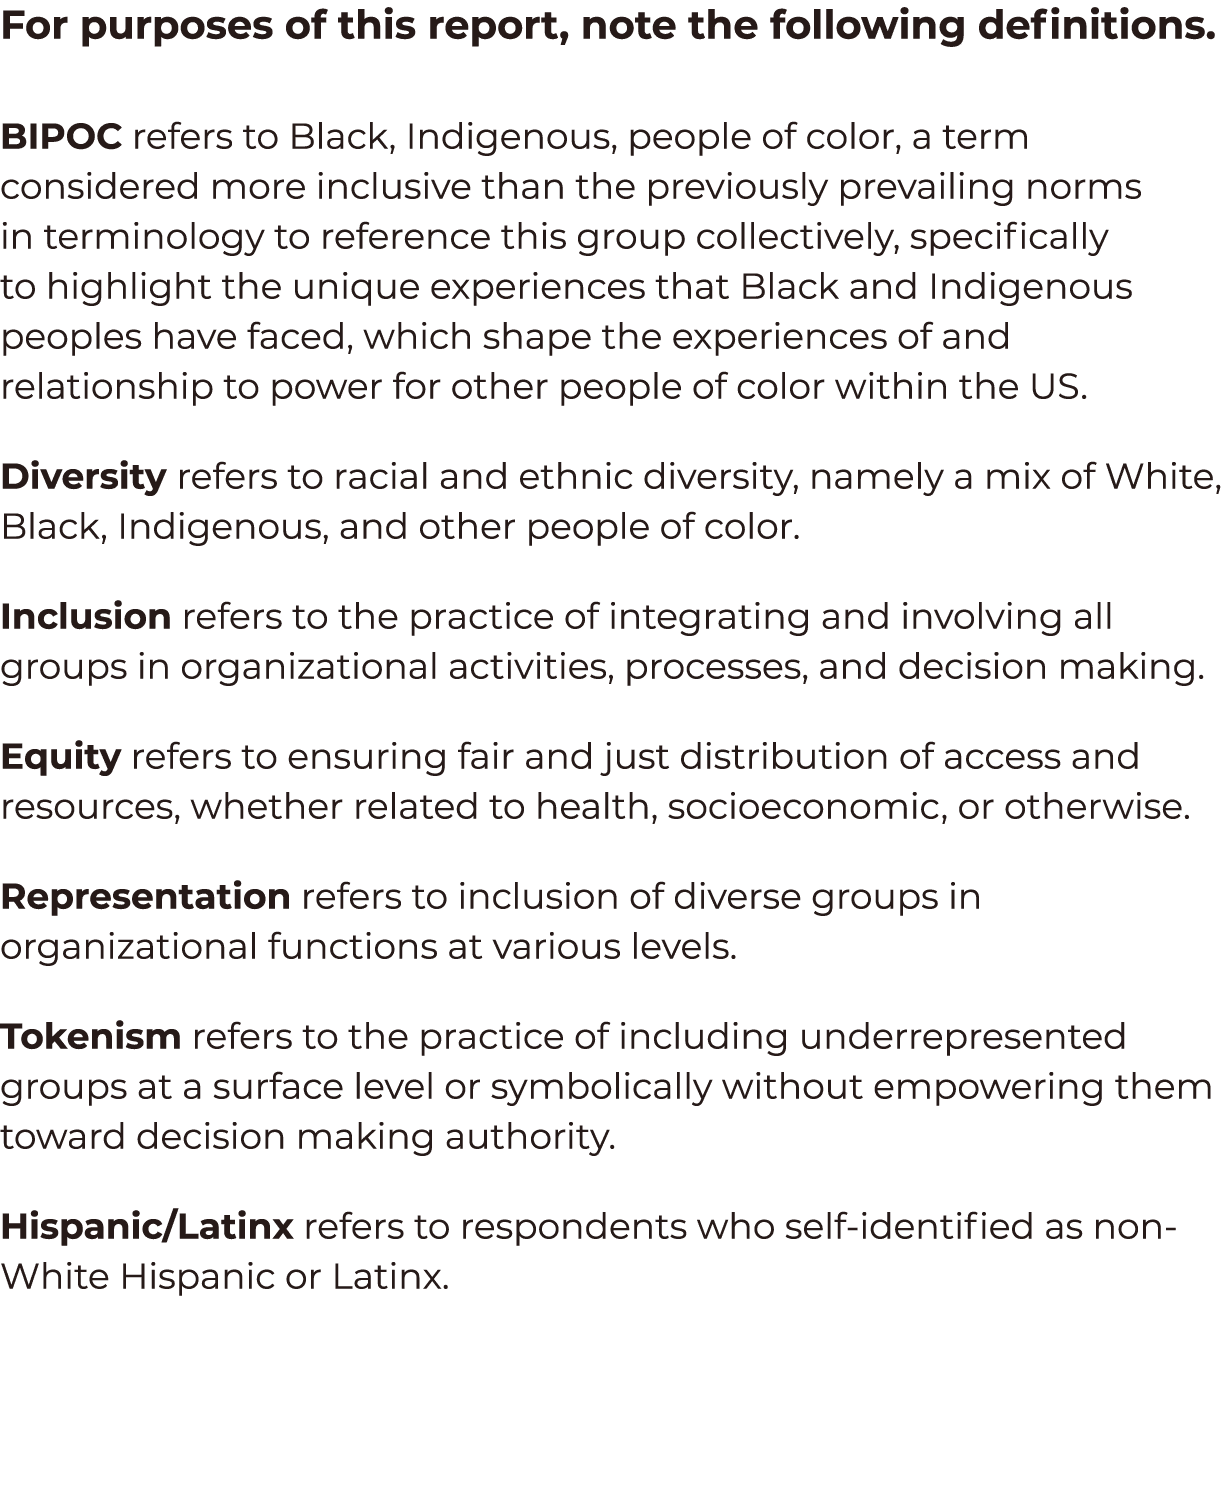 For purposes of this report, note the following definitions.
BIPOC refers to Black, Indigenous, people of color, a term
considered more inclusive than the previously prevailing norms
in terminology to reference this group collectively, specifically
to highlight the unique experiences that Black and Indigenous
peoples have faced, which shape the experiences of and
relationship to power for other people of color within the US.
Diversity refers to racial and ethnic diversity, namely a mix of White,
Black, Indigenous, and other people of color.
Inclusion refers to the practice of integrating and involving all
groups in organizational activities, processes, and decision making.
Equity refers to ensuring fair and just distribution of access and
resources, whether related to health, socioeconomic, or otherwise.
Representation refers to inclusion of diverse groups in
organizational functions at various levels.
Tokenism refers to the practice of including underrepresented
groups at a surface level or symbolically without empowering them
toward decision making authority.
Hispanic/Latinx refers to respondents who self-identified as non-
White Hispanic or Latinx.